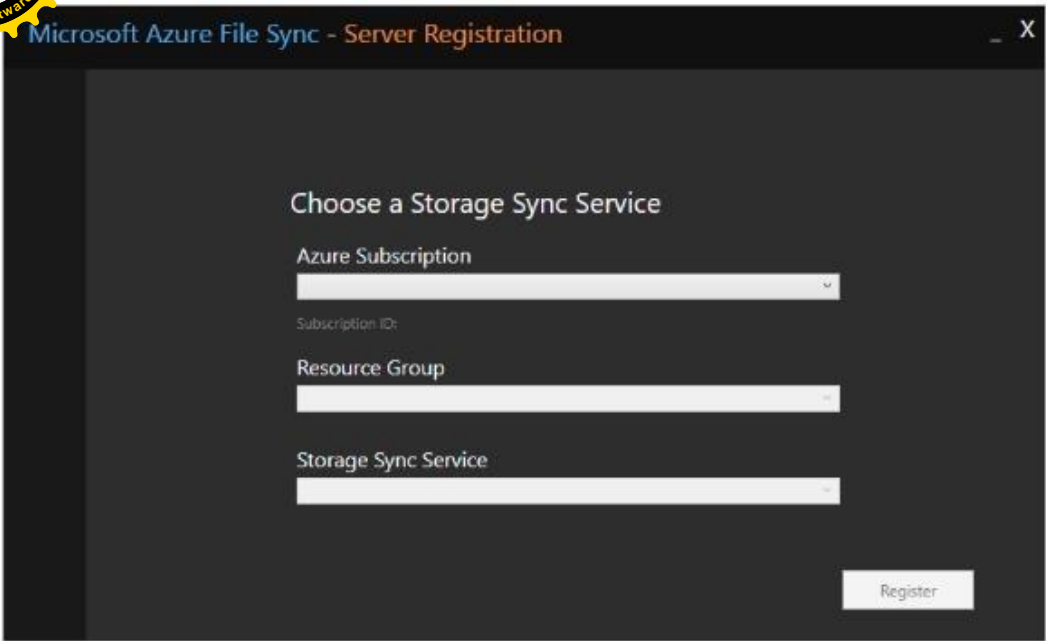 Microsoft Azure File Sync - Server Registration
_ X
Choose a Storage Sync Service
Azure Subscription
Subscription ID:
Resource Group
Storage Sync Service
Register